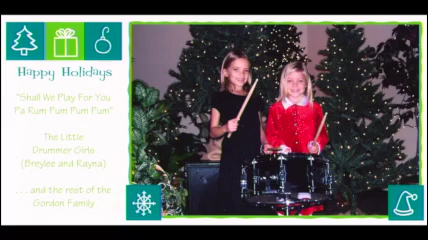 Happy Holidays
"Shall We Play For You
Pa Rum Pum Pum Pum"
The Little
Drummer Girls
(Breylee and Rayna)
. . . and the rest of the
Gordon Family